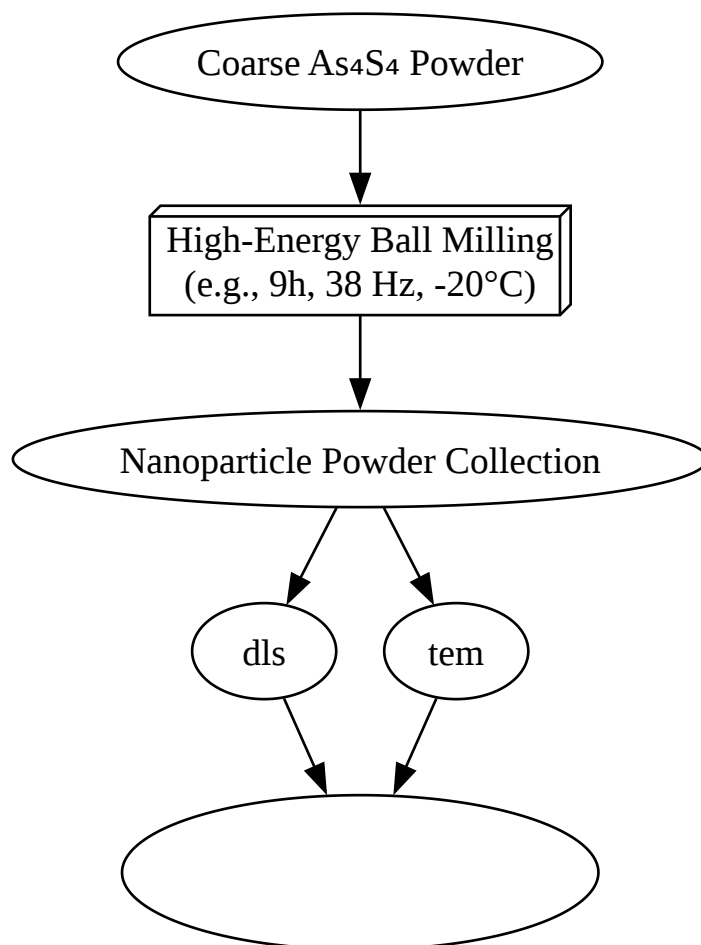 Coarse As₄S₄ Powder
High-Energy Ball Milling
(e.g., 9h, 38 Hz, -20°C)
Nanoparticle Powder Collection
dls
tem